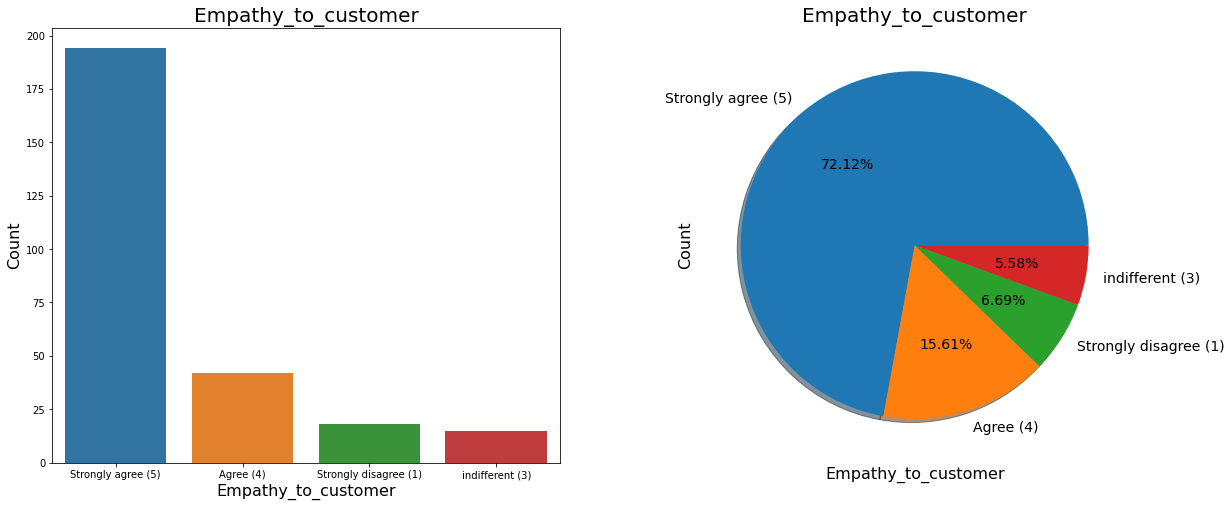 Empathy_to_customer
200
175
150
125
100
75
50
25
0
Count
Strongly agree (5)
Agree (4)
Strongly disagree (1)
indifferent (3)
Empathy_to_customer
Empathy_to_customer
Strongly agree (5)
72.12%
Count
5.58%
indifferent (3)
6.69%
15.61%
Strongly disagree (1)
Agree (4)
Empathy_to_customer